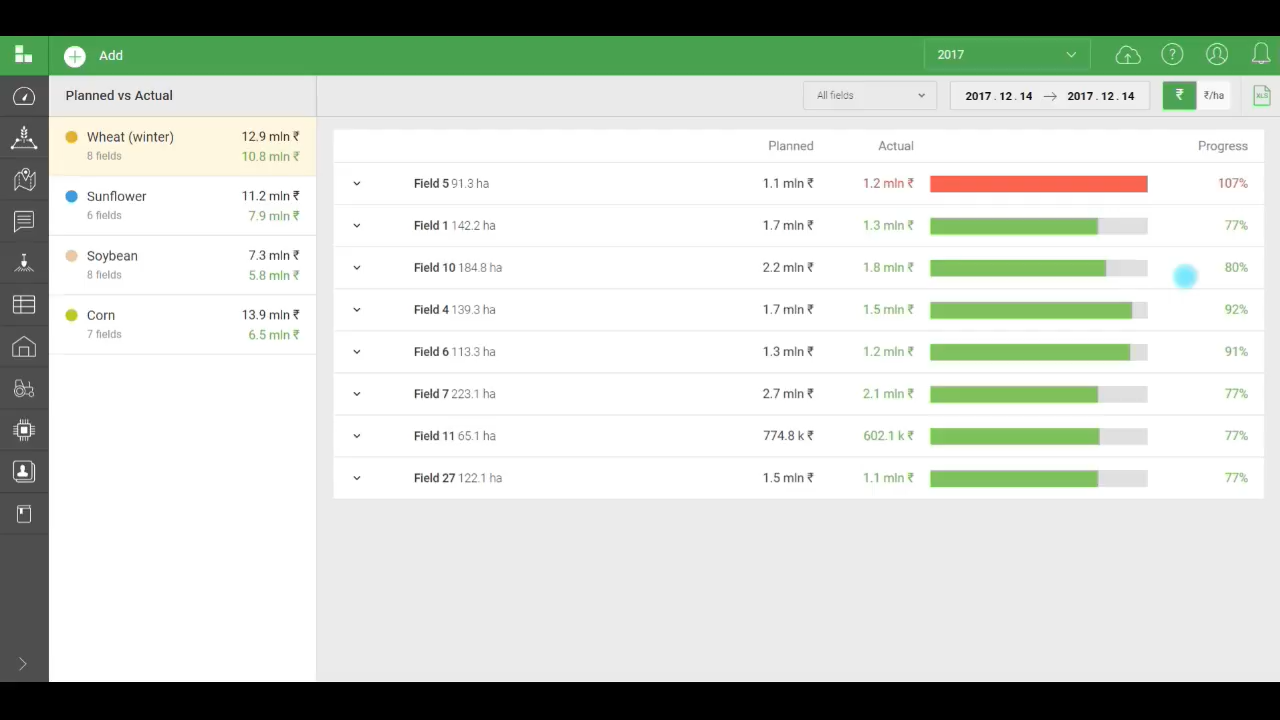 Add
2017
Planned vs Actual
All fields
2017 . 12 . 14 → 2017 . 12 . 14
₹
₹/ha
XLS
Wheat (winter) 12.9 mln ₹
8 fields 10.8 mln ₹
Sunflower 11.2 mln ₹
6 fields 7.9 mln ₹
Soybean 7.3 mln ₹
8 fields 5.8 mln ₹
Corn 13.9 mln ₹
7 fields 6.5 mln ₹
Planned Actual Progress
Field 5 91.3 ha 1.1 mln ₹ 1.2 mln ₹ 107%
Field 1 142.2 ha 1.7 mln ₹ 1.3 mln ₹ 77%
Field 10 184.8 ha 2.2 mln ₹ 1.8 mln ₹ 80%
Field 4 139.3 ha 1.7 mln ₹ 1.5 mln ₹ 92%
Field 6 113.3 ha 1.3 mln ₹ 1.2 mln ₹ 91%
Field 7 223.1 ha 2.7 mln ₹ 2.1 mln ₹ 77%
Field 11 65.1 ha 774.8 k ₹ 602.1 k ₹ 77%
Field 27 122.1 ha 1.5 mln ₹ 1.1 mln ₹ 77%